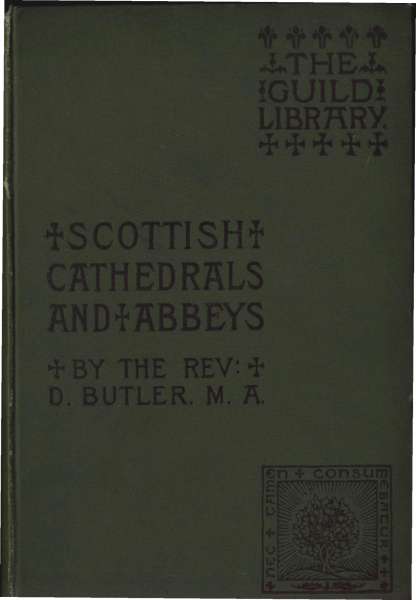 THE
GUILD
LIBRARY.
SCOTTISH
CATHEDRALS
AND ABBEYS
BY THE REV:
D. BUTLER. M. A.
NEC TAMEN CONSUMEBATUR